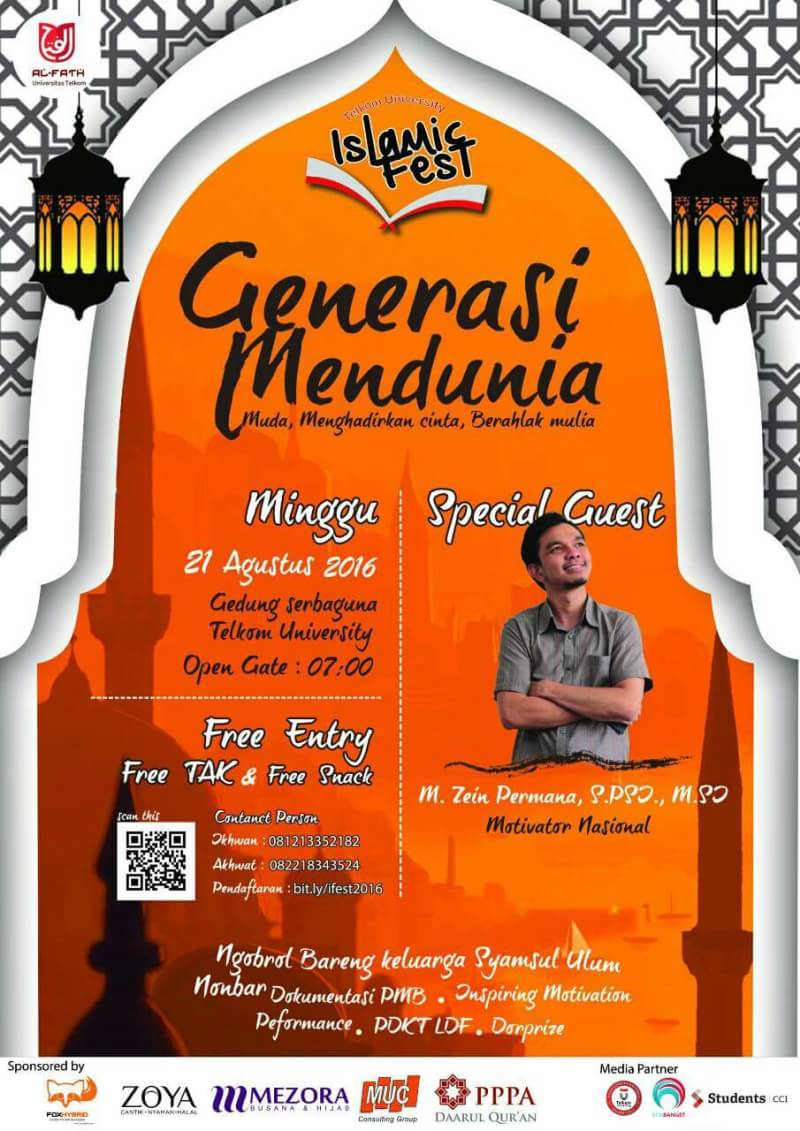 AL-FATH
Universitas Telkom
Telkom University
Islamic
Fest
Generasi
Mendunia
Muda, Menghadirkan cinta, Berahlak mulia
Minggu
21 Agustus 2016
Gedung serbaguna
Telkom University
Open Gate : 07:00
Special Guest
M. Zein Permana, S.PSI., M.SI
Motivator Nasional
Free Entry
Free TAK & Free Snack
scan this
Contanct Person
Ikhwan : 081213352182
Akhwat : 082218343524
Pendaftaran : bit.ly/ifest2016
Ngobrol Bareng keluarga Syamsul Ulum
Nonbar Dokumentasi PMB . Inspiring Motivation
Peformance . PDKT LDF . Dorprize
Sponsored by
FOXHYBRID
ZOYA
CANTIK • NYAMAN • HALAL
MEZORA
BUSANA & HIJAB
MUC
Consulting Group
PPPA
DAARUL QUR'AN
Media Partner
Students CCI